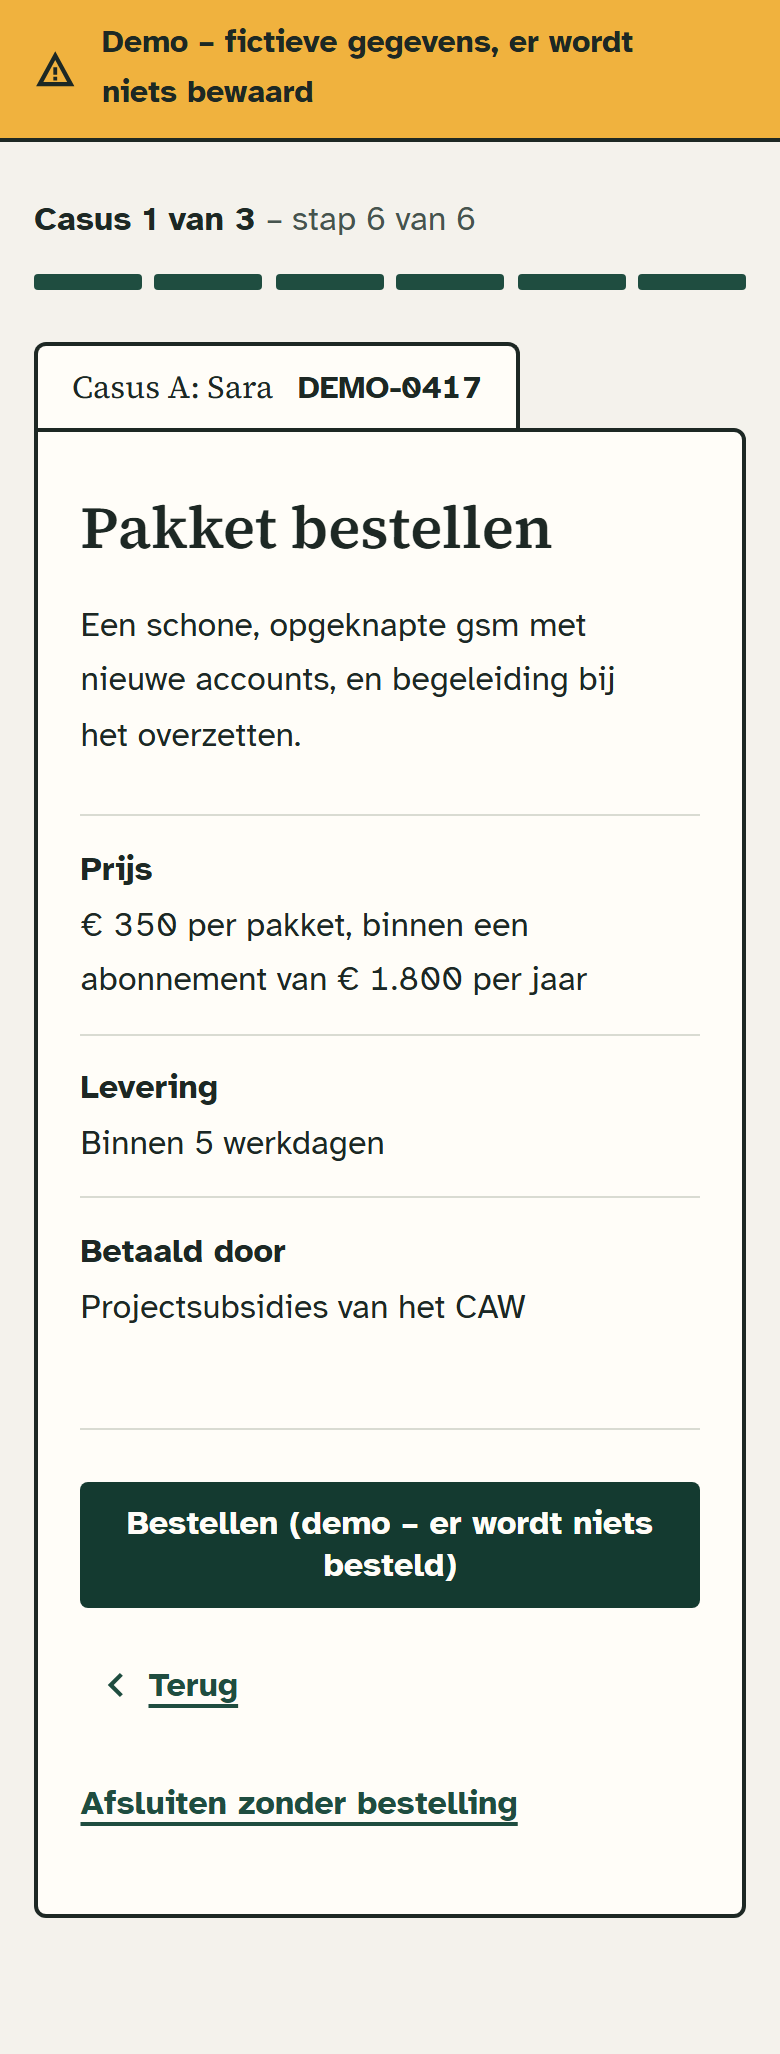 Demo – fictieve gegevens, er wordt
niets bewaard
Casus 1 van 3 – stap 6 van 6
Casus A: Sara DEMO-0417
Pakket bestellen
Een schone, opgeknapte gsm met
nieuwe accounts, en begeleiding bij
het overzetten.
Prijs
€ 350 per pakket, binnen een
abonnement van € 1.800 per jaar
Levering
Binnen 5 werkdagen
Betaald door
Projectsubsidies van het CAW
Bestellen (demo – er wordt niets
besteld)
Terug
Afsluiten zonder bestelling